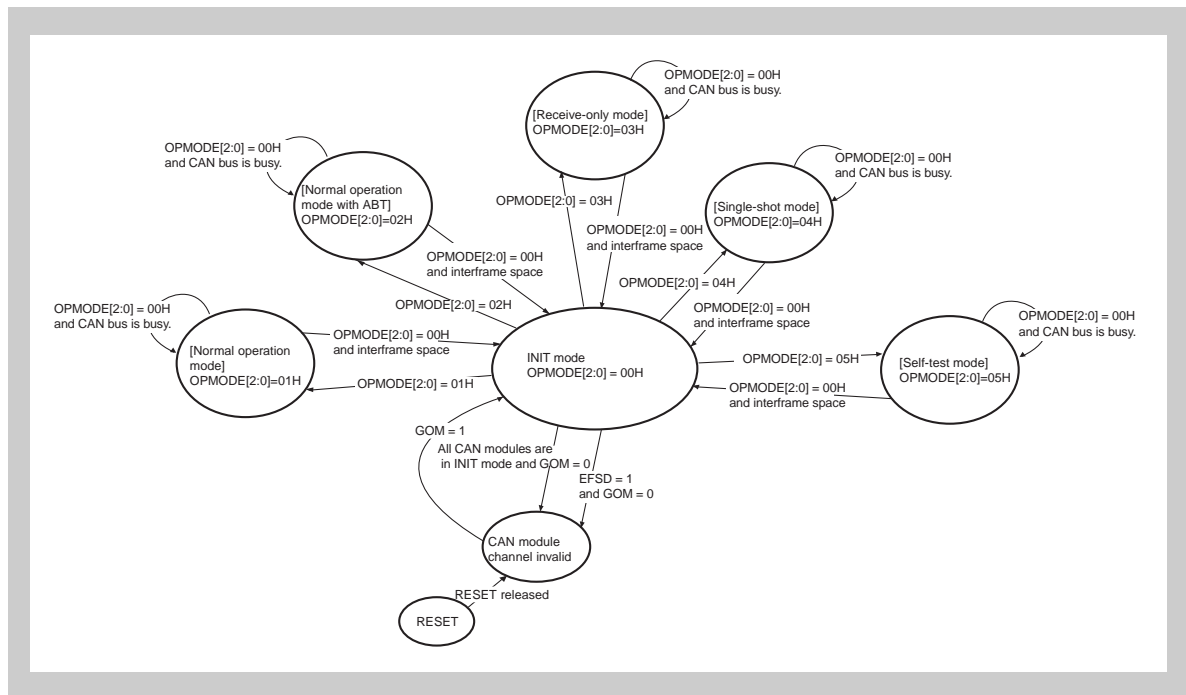 OPMODE[2:0] = 00H
and CAN bus is busy.
[Receive-only mode]
OPMODE[2:0]=03H
OPMODE[2:0] = 00H
and CAN bus is busy.
[Normal operation
mode with ABT]
OPMODE[2:0]=02H
OPMODE[2:0] = 00H
and CAN bus is busy.
[Single-shot mode]
OPMODE[2:0]=04H
OPMODE[2:0] = 03H
OPMODE[2:0] = 00H
and interframe space
OPMODE[2:0] = 00H
and interframe space
OPMODE[2:0] = 04H
OPMODE[2:0] = 02H
OPMODE[2:0] = 00H
and interframe space
OPMODE[2:0] = 00H
and CAN bus is busy.
[Normal operation
mode]
OPMODE[2:0]=01H
OPMODE[2:0] = 00H
and interframe space
OPMODE[2:0] = 01H
INIT mode
OPMODE[2:0] = 00H
OPMODE[2:0] = 05H
OPMODE[2:0] = 00H
and interframe space
OPMODE[2:0] = 00H
and CAN bus is busy.
[Self-test mode]
OPMODE[2:0]=05H
GOM = 1
All CAN modules are
in INIT mode and GOM = 0
EFSD = 1
and GOM = 0
CAN module
channel invalid
RESET released
RESET